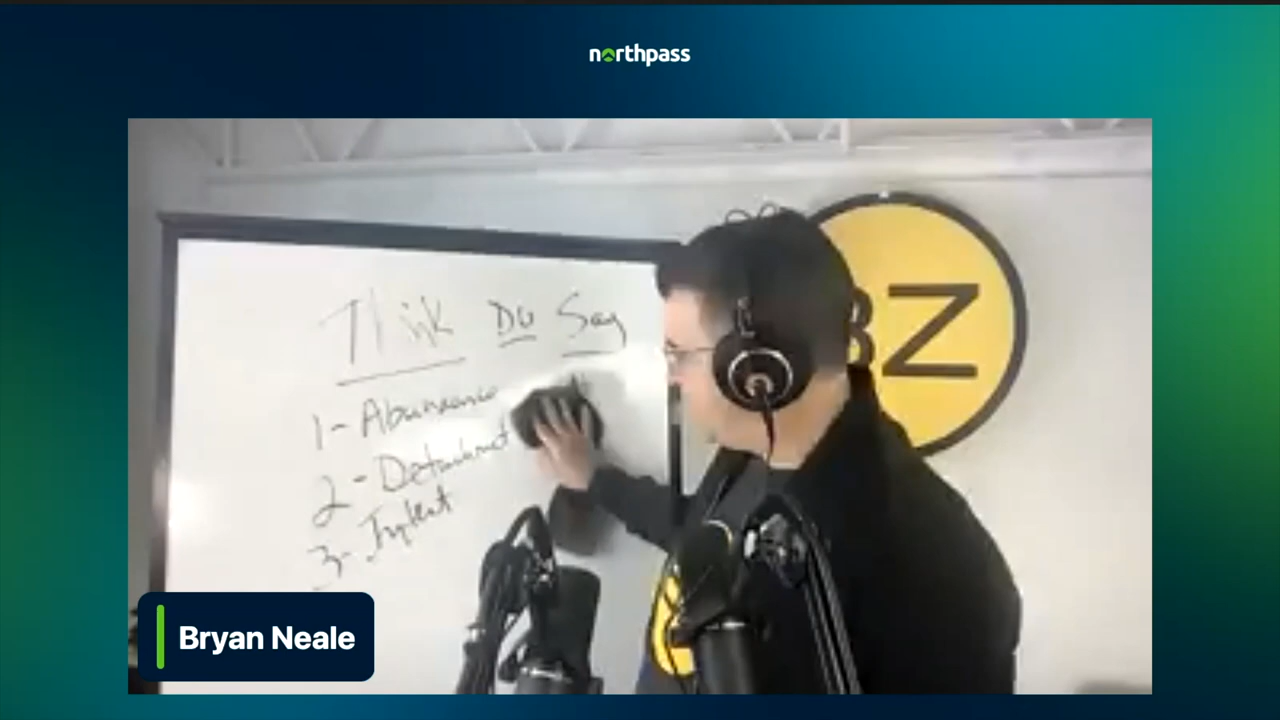 northpass
Think Do Say
1-Abundance
2-Detachment
3-Intent
BZ
Bryan Neale